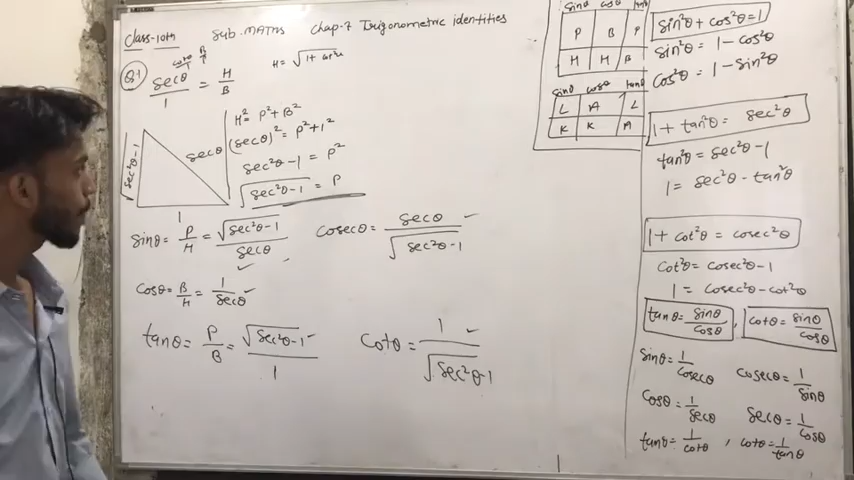 Class-10th Sub-MATHS Chap-7 Trigonometric identities
Q.1 secθ/1 = H/B
H² = P²+B²
(secθ)² = P²+1²
sec²θ-1 = P²
√sec²θ-1 = P
secθ
1
sinθ = P/H = √sec²θ-1/secθ
cosecθ = secθ/√sec²θ-1
cosθ = B/H = 1/secθ
tanθ = P/B = √sec²θ-1/1
cotθ = 1/√sec²θ-1
sinθ cosθ tanθ
P B P
H H B
sinθ cosθ tanθ
L A L
K K A
sin²θ + cos²θ = 1
sin²θ = 1 - cos²θ
cos²θ = 1 - sin²θ
1 + tan²θ = sec²θ
tan²θ = sec²θ - 1
1 = sec²θ - tan²θ
1 + cot²θ = cosec²θ
cot²θ = cosec²θ - 1
1 = cosec²θ - cot²θ
tanθ = sinθ/cosθ , cotθ = sinθ/cosθ
sinθ = 1/cosecθ cosecθ = 1/sinθ
cosθ = 1/secθ secθ = 1/cosθ
tanθ = 1/cotθ , cotθ = 1/tanθ